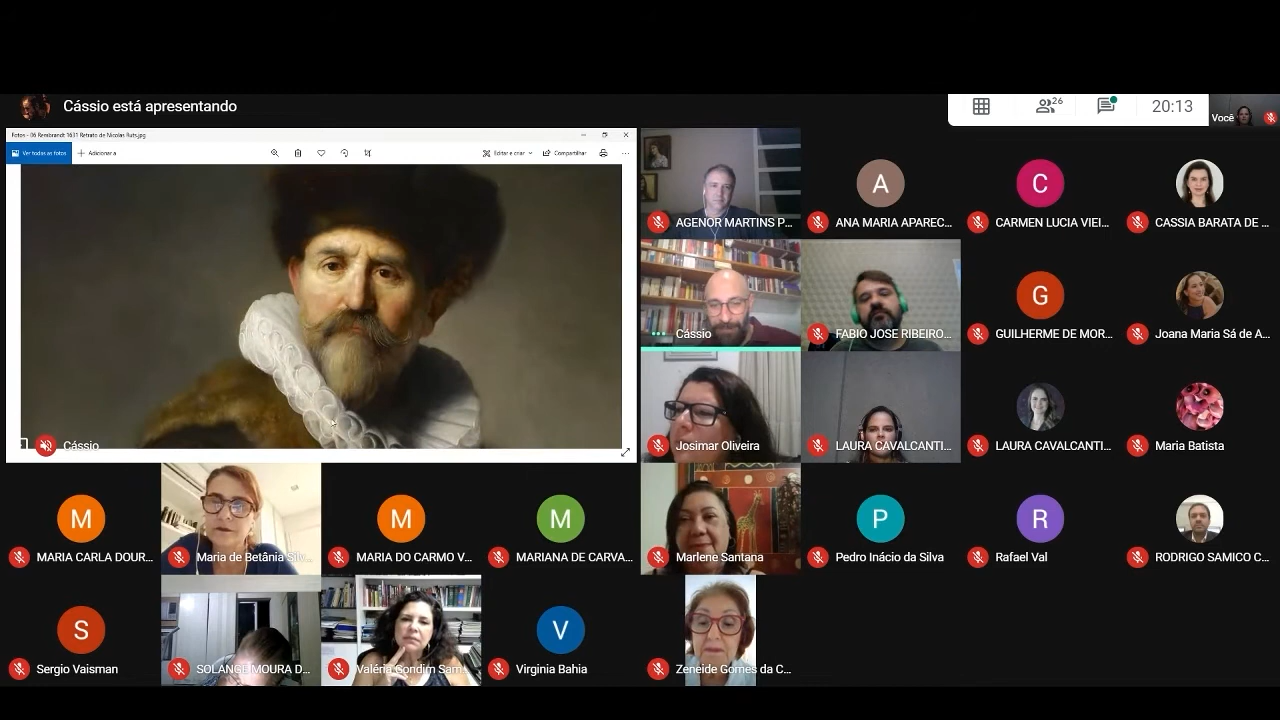 Cássio está apresentando
26
20:13
Você
Fotos - 06 Rembrandt 1631 Retrato de Nicolas Ruts.jpg
Ver todas as fotos
Adicionar a
Editar e criar
Compartilhar
Cássio
AGENOR MARTINS P...
ANA MARIA APAREC...
CARMEN LUCIA VIEI...
CASSIA BARATA DE ...
Cássio
FABIO JOSE RIBEIRO...
GUILHERME DE MOR...
Joana Maria Sá de A...
Josimar Oliveira
LAURA CAVALCANTI...
LAURA CAVALCANTI...
Maria Batista
MARIA CARLA DOUR...
Maria de Betânia Silv...
MARIA DO CARMO V...
MARIANA DE CARVA...
Marlene Santana
Pedro Inácio da Silva
Rafael Val
RODRIGO SAMICO C...
Sergio Vaisman
SOLANGE MOURA D...
Valéria Gondim Sam...
Virginia Bahia
Zeneide Gomes da C...
A
C
G
M
M
M
P
R
S
V